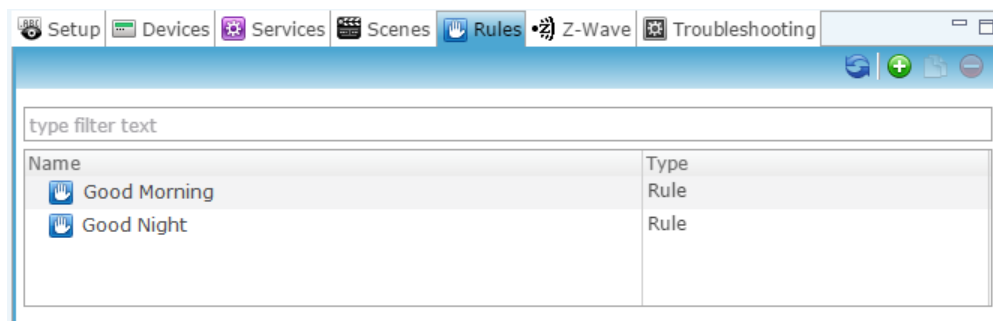 Setup Devices Services Scenes Rules Z-Wave Troubleshooting
type filter text
Name Type
Good Morning Rule
Good Night Rule